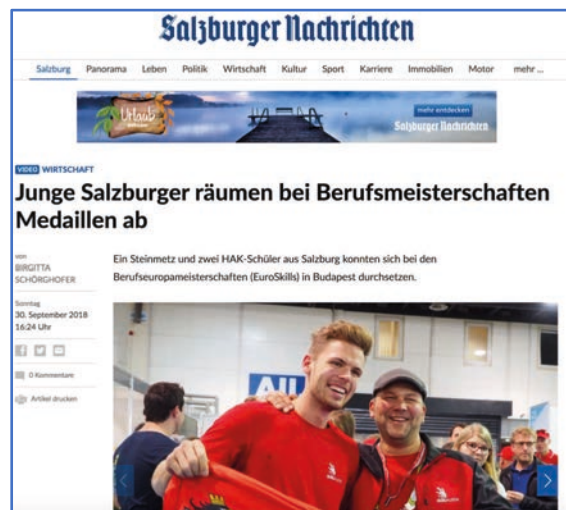 Salzburger Nachrichten
Salzburg Panorama Leben Politik Wirtschaft Kultur Sport Karriere Immobilien Motor mehr ...
Urlaub
mehr entdecken
Salzburger Nachrichten
VIDEO WIRTSCHAFT
Junge Salzburger räumen bei Berufsmeisterschaften
Medaillen ab
von
BIRGITTA
SCHÖRGHOFER
Ein Steinmetz und zwei HAK-Schüler aus Salzburg konnten sich bei den
Berufseuropameisterschaften (EuroSkills) in Budapest durchsetzen.
Sonntag
30. September 2018
16:24 Uhr
0 Kommentare
Artikel drucken